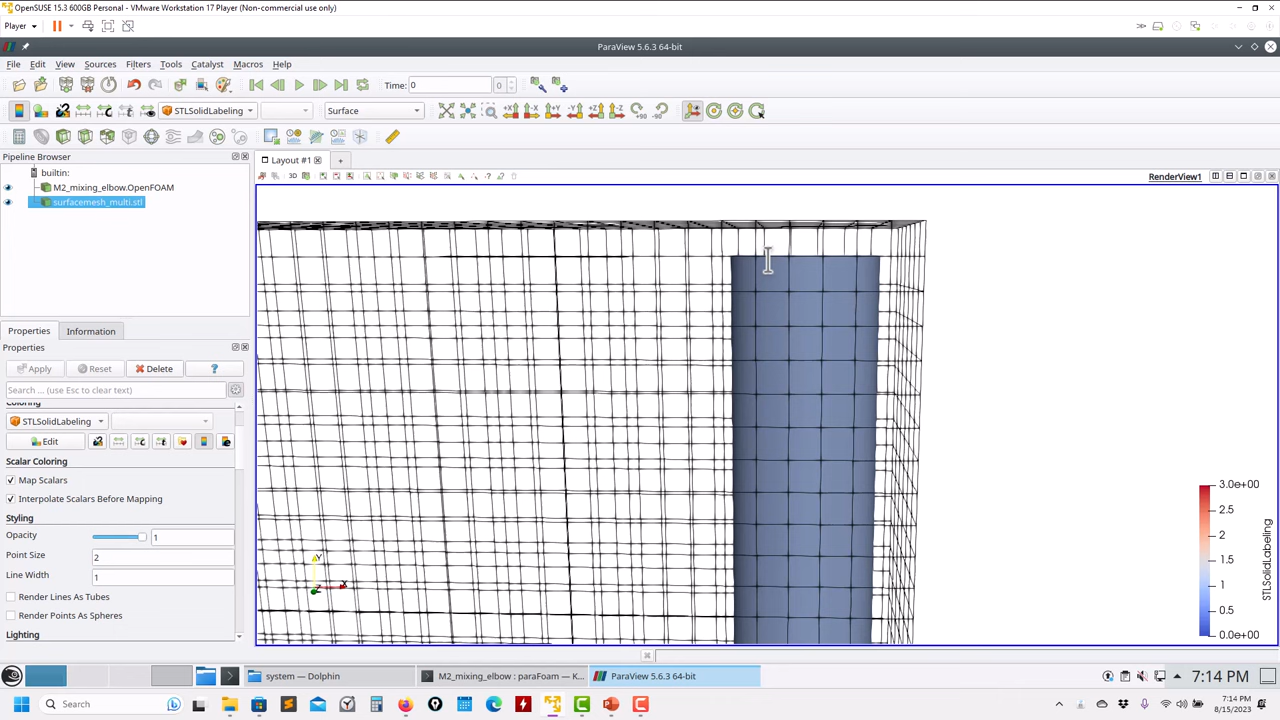 OpenSUSE 15.3 600GB Personal - VMware Workstation 17 Player (Non-commercial use only)
Player
ParaView 5.6.3 64-bit
File Edit View Sources Filters Tools Catalyst Macros Help
Time: 0 0
STLSolidLabeling Surface +X -X +Y -Y +Z -Z +90 -90
Pipeline Browser Layout #1 +
builtin: 3D RenderView1
M2_mixing_elbow.OpenFOAM
surfacemesh_multi.stl
Properties Information
Properties
Apply Reset Delete ?
Search ... (use Esc to clear text)
Coloring
STLSolidLabeling
Edit
Scalar Coloring
Map Scalars
Interpolate Scalars Before Mapping
Styling
Opacity 1
Point Size 2
Line Width 1
Render Lines As Tubes
Render Points As Spheres
Lighting
Y
X
Z
3.0e+00
2.5
2
1.5
1
0.5
0.0e+00
STLSolidLabeling
system — Dolphin M2_mixing_elbow : paraFoam — K... ParaView 5.6.3 64-bit 7:14 PM
Search 8/15/2023